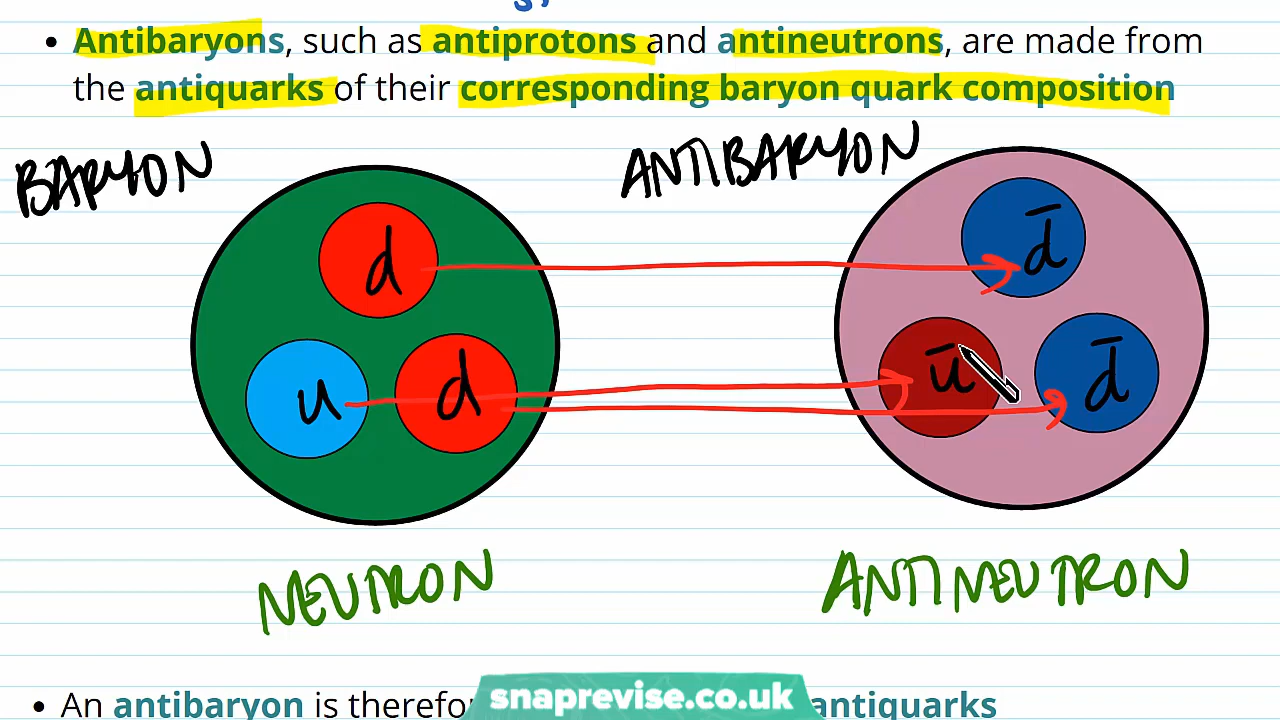 • Antibaryons, such as antiprotons and antineutrons, are made from
the antiquarks of their corresponding baryon quark composition
BARYON
ANTIBARYON
d
d̄
u d
ū d̄
NEUTRON
ANTINEUTRON
• An antibaryon is antiquarks
snaprevise.co.uk